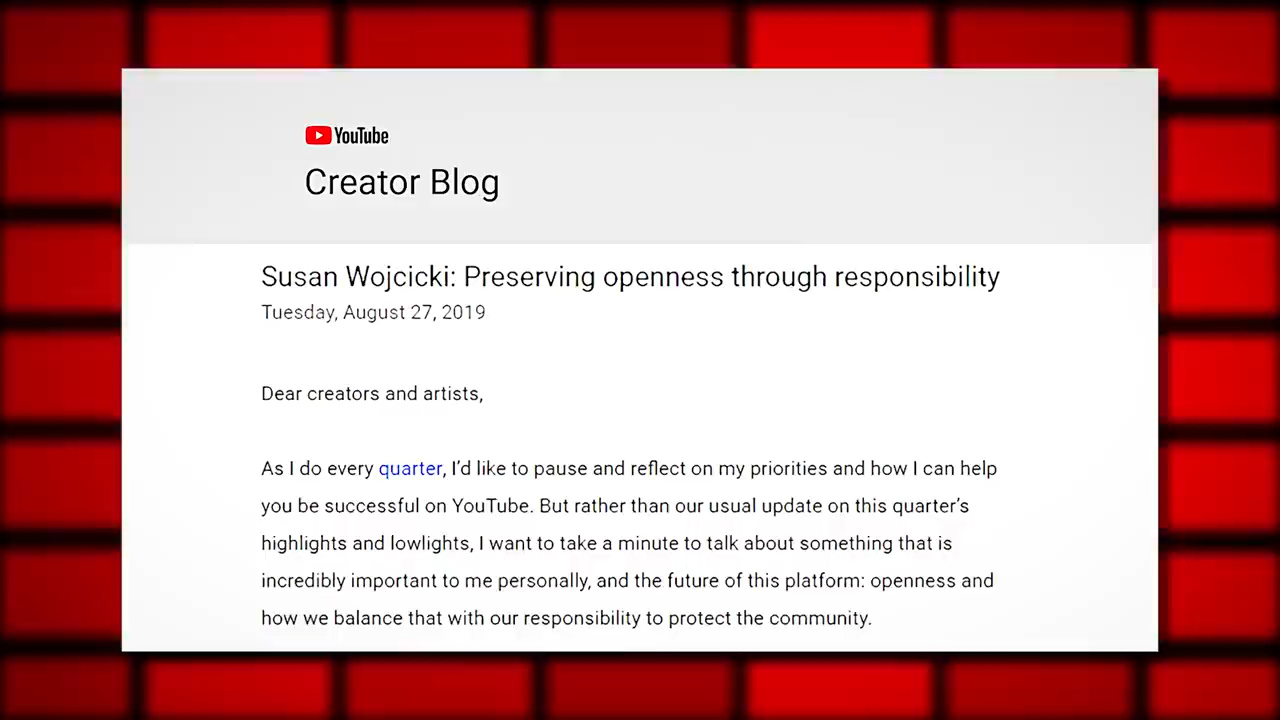 YouTube
Creator Blog
Susan Wojcicki: Preserving openness through responsibility
Tuesday, August 27, 2019
Dear creators and artists,
As I do every quarter, I’d like to pause and reflect on my priorities and how I can help
you be successful on YouTube. But rather than our usual update on this quarter’s
highlights and lowlights, I want to take a minute to talk about something that is
incredibly important to me personally, and the future of this platform: openness and
how we balance that with our responsibility to protect the community.